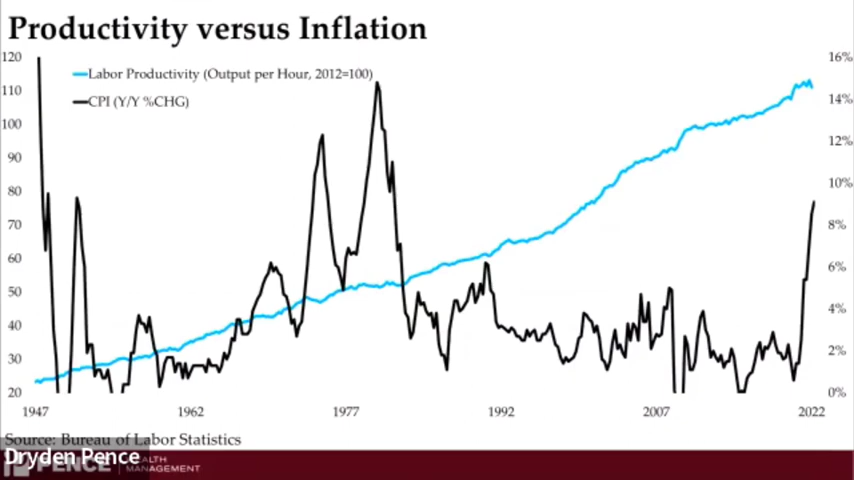 Productivity versus Inflation
120 16%
Labor Productivity (Output per Hour, 2012=100)
110 14%
CPI (Y/Y %CHG)
100 12%
90 10%
80
70 8%
60 6%
50
40 4%
30 2%
20 0%
1947 1962 1977 1992 2007 2022
Source: Bureau of Labor Statistics
Dryden Pence
PENCE WEALTH
MANAGEMENT